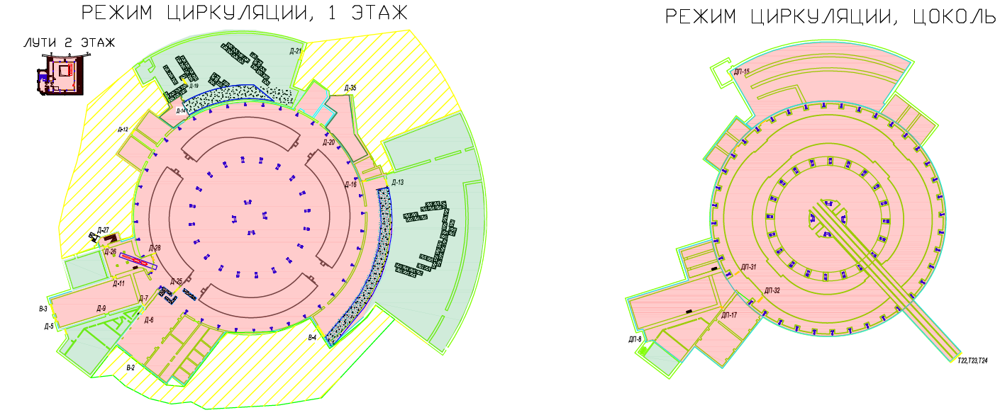 РЕЖИМ ЦИРКУЛЯЦИИ, 1 ЭТАЖ
РЕЖИМ ЦИРКУЛЯЦИИ, ЦОКОЛЬ
ЛУТИ 2 ЭТАЖ
Д-21
Д-19
Д-14
Д-35
Д-12
Д-20
Д-16
Д-13
Д-27
Д-26
Д-28
Д-11
Д-25
Д-7
В-3
Д-9
Д-5
Д-6
В-4
В-2
ДП-15
ДП-31
ДП-32
ДП-17
ДП-8
Т22,Т23,Т24